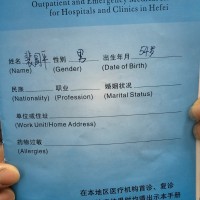 Outpatient and Emergency Me
for Hospitals and Clinics in Hefei
姓名 性别 男 出生年月
(Name) (Gender) (Date of Birth)
民族 职业 婚姻状况
(Nationality) (Profession) (Marital Status)
单位或住址
(Work Unit/Home Address)
药物过敏
(Allergies)
在本地区医疗机构首诊、复诊